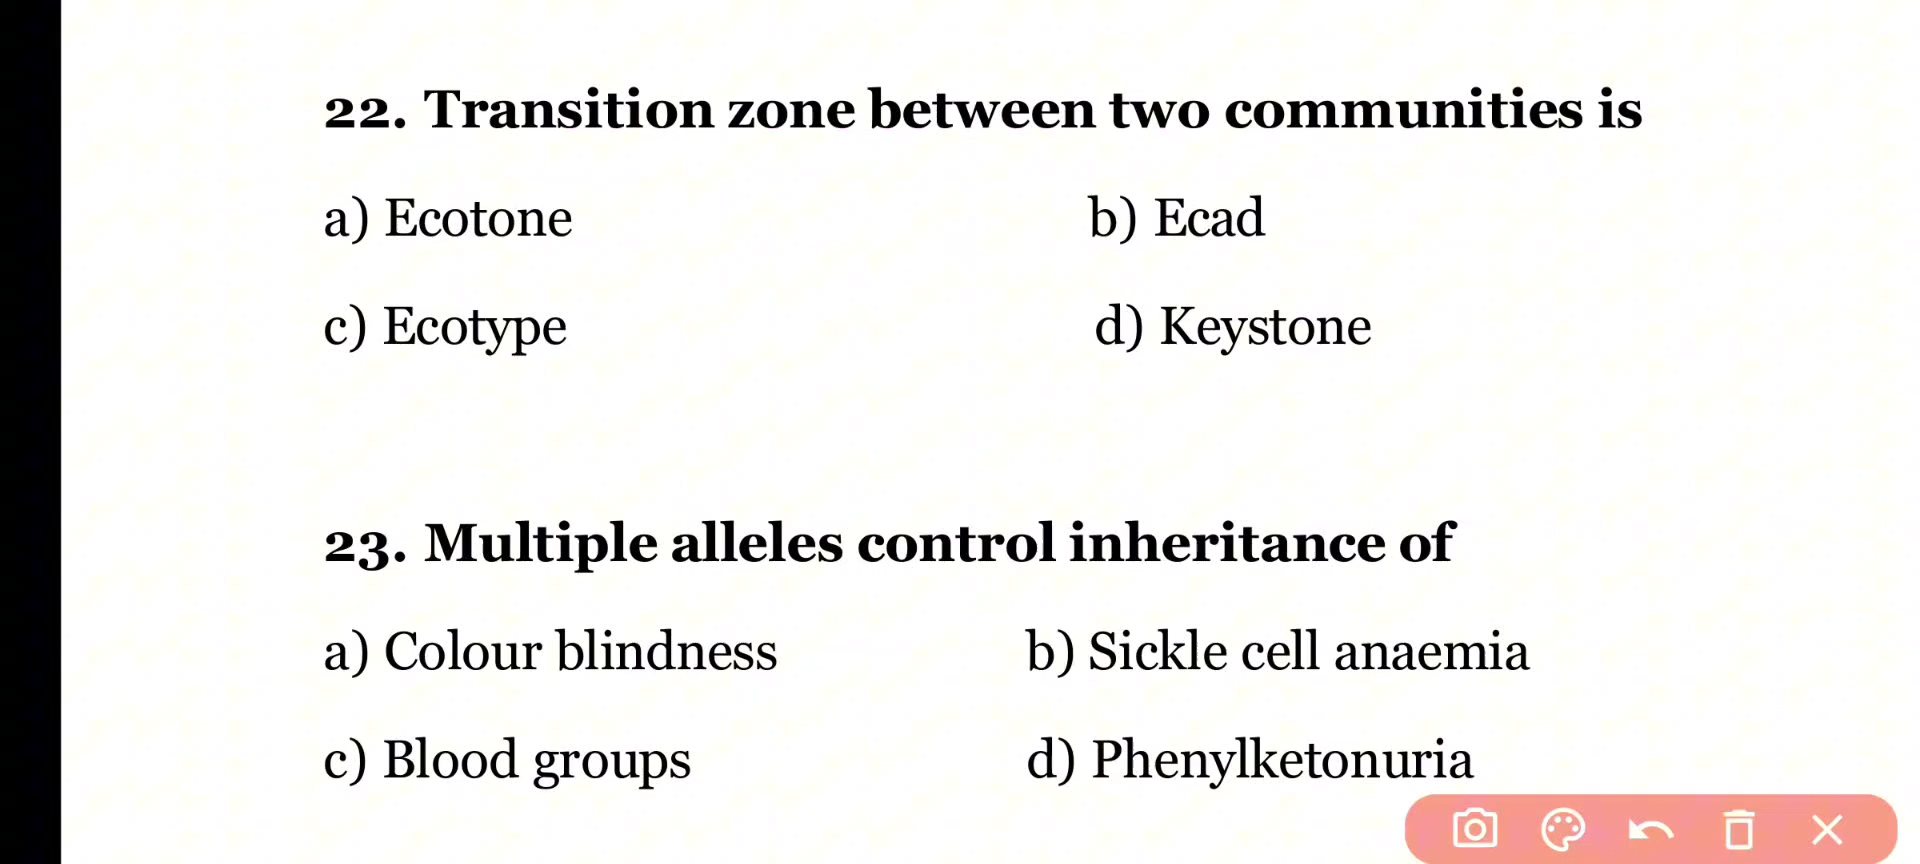 22. Transition zone between two communities is
a) Ecotone b) Ecad
c) Ecotype d) Keystone
23. Multiple alleles control inheritance of
a) Colour blindness b) Sickle cell anaemia
c) Blood groups d) Phenylketonuria